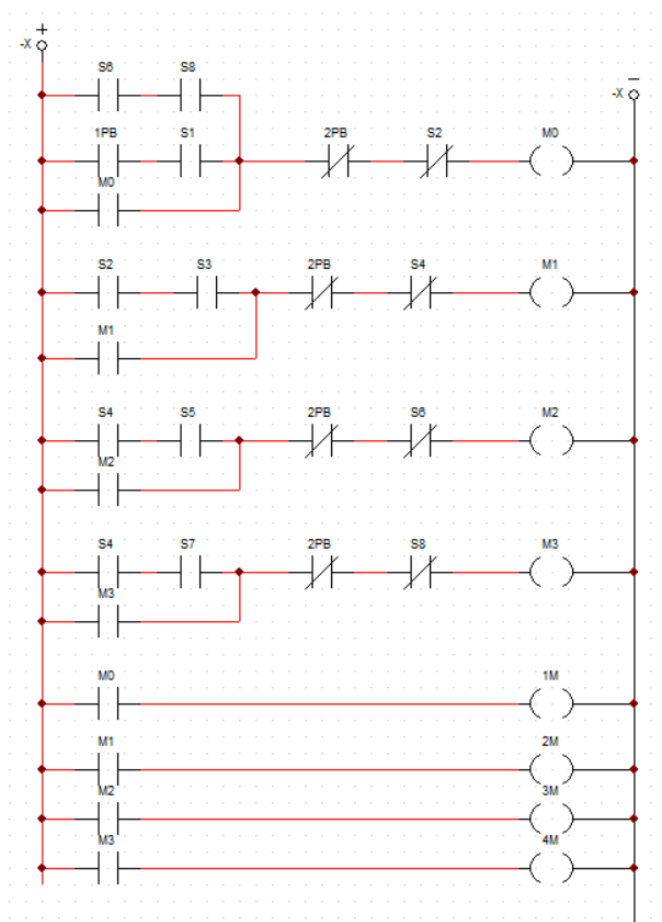 +
-X
S6 S8
−
-X
1PB S1 2PB S2 M0
M0
S2 S3 2PB S4 M1
M1
S4 S5 2PB S6 M2
M2
S4 S7 2PB S8 M3
M3
M0 1M
M1 2M
M2 3M
M3 4M